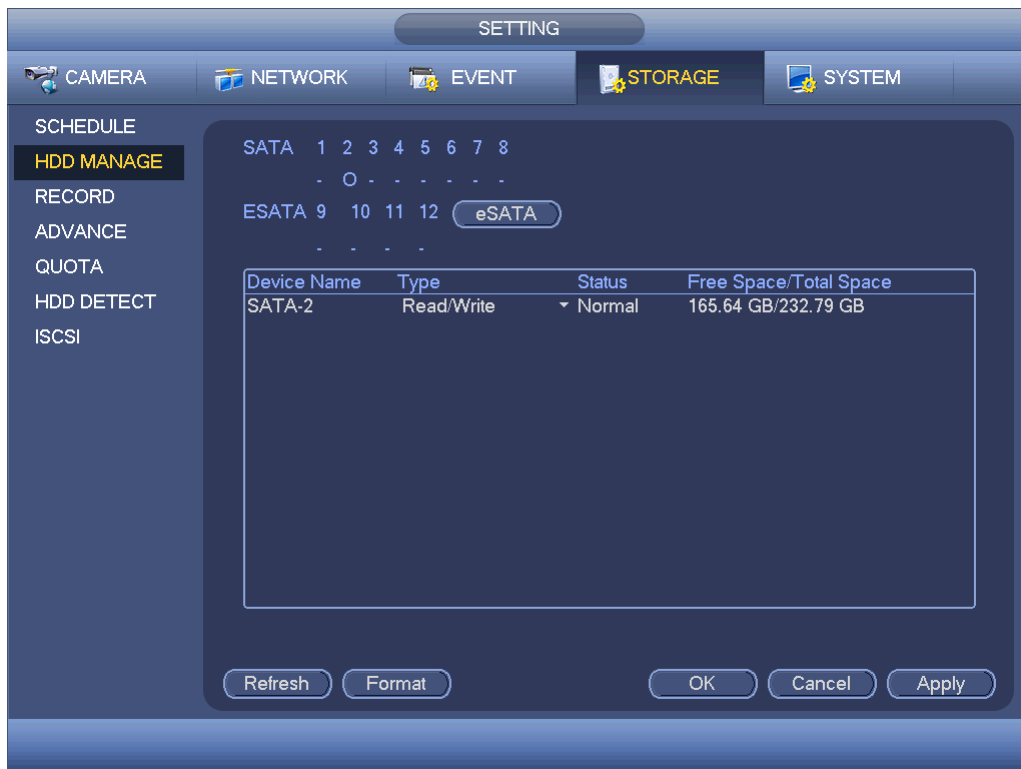 SETTING
CAMERA NETWORK EVENT STORAGE SYSTEM
SCHEDULE
HDD MANAGE
RECORD
ADVANCE
QUOTA
HDD DETECT
ISCSI
SATA 1 2 3 4 5 6 7 8
- O - - - - - -
ESATA 9 10 11 12 eSATA
- - - -
Device Name Type Status Free Space/Total Space
SATA-2 Read/Write Normal 165.64 GB/232.79 GB
Refresh Format OK Cancel Apply